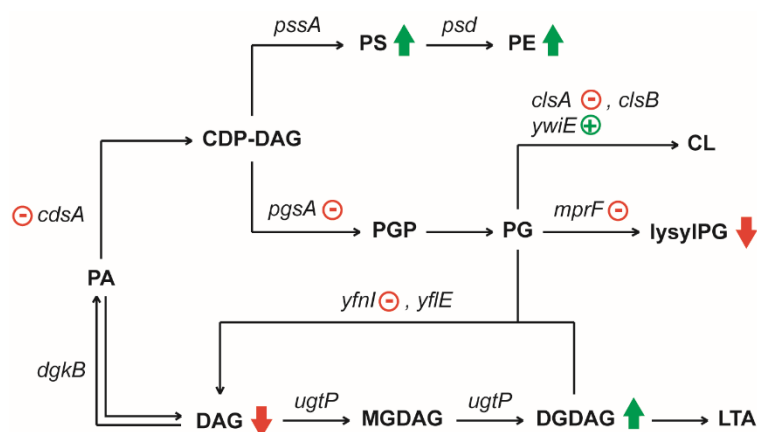 pssA
psd
PS
PE
clsA - , clsB
ywiE +
CDP-DAG
CL
- cdsA
pgsA -
mprF -
PGP
PG
lysylPG
PA
yfnI - , yflE
dgkB
ugtP
ugtP
DAG
MGDAG
DGDAG
LTA